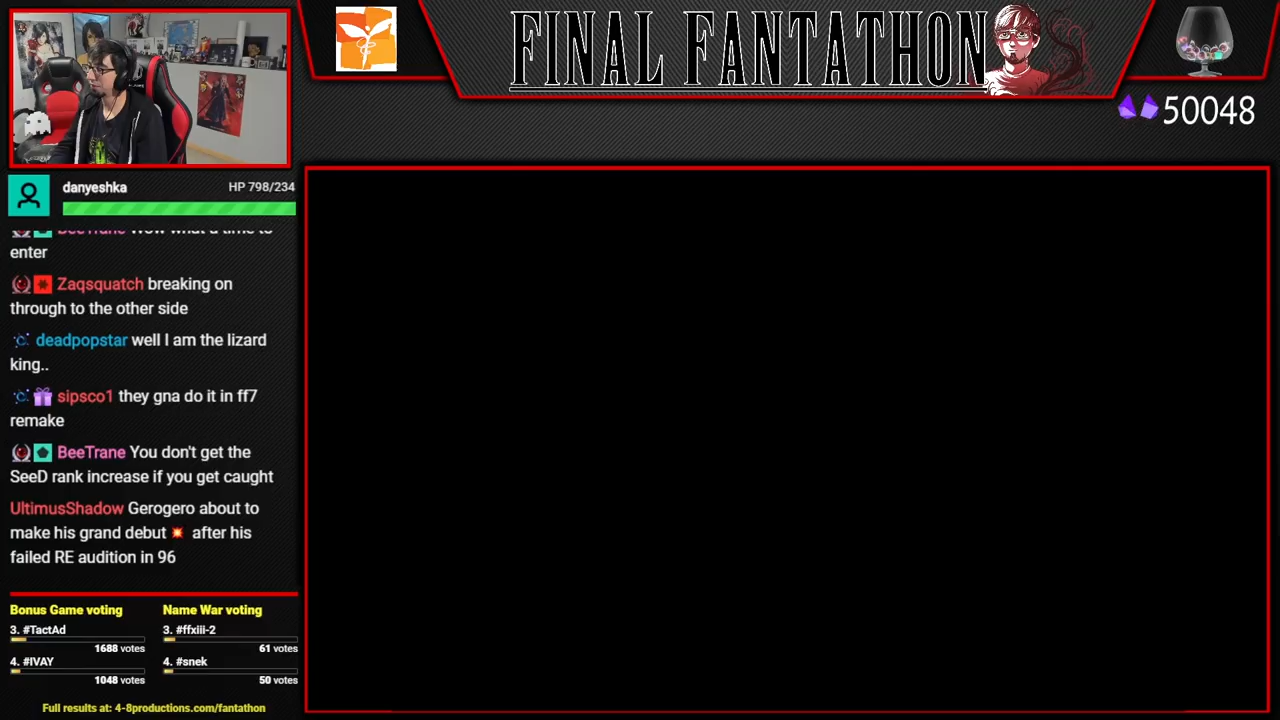 FINAL FANTATHON
50048
danyeshka HP 798/234
enter
Zaqsquatch breaking on
through to the other side
deadpopstar well I am the lizard
king..
sipsco1 they gna do it in ff7
remake
BeeTrane You don't get the
SeeD rank increase if you get caught
UltimusShadow Gerogero about to
make his grand debut 💥 after his
failed RE audition in 96
Bonus Game voting
3. #TactAd
1688 votes
4. #IVAY
1048 votes
Name War voting
3. #ffxiii-2
61 votes
4. #snek
50 votes
Full results at: 4-8productions.com/fantathon